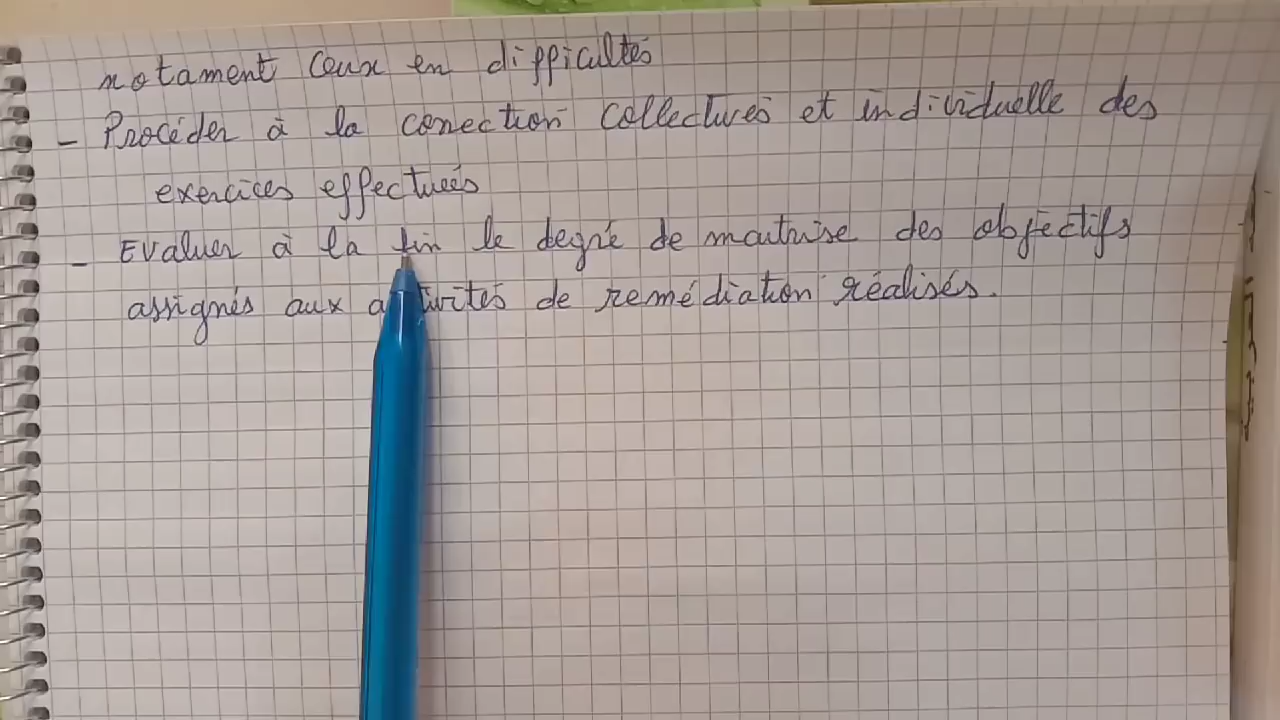 notament ceux en difficultés
- Procéder à la correction collectives et individuelle des
exercices effectués
- Evaluer à la fin le degré de maitrise des objectifs
assignés aux activités de remédiation réalisés.